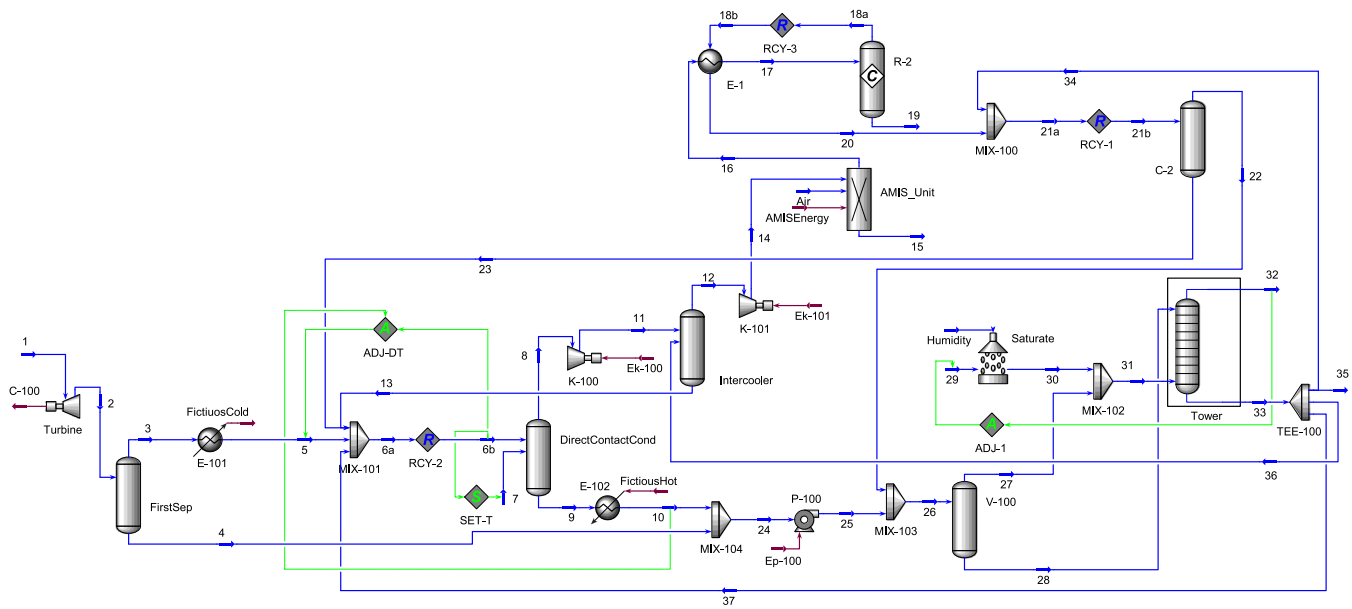 18b
18a
R
RCY-3
R-2
E-1
17
C
34
19
20
MIX-100
21a
R
RCY-1
21b
C-2
22
16
AMIS_Unit
Air
AMISEnergy
14
15
23
12
K-101
Ek-101
32
A
ADJ-DT
11
8
K-100
Ek-100
Intercooler
Humidity
Saturate
29
30
MIX-102
31
35
1
C-100
2
Turbine
13
FictiuosCold
3
E-101
5
MIX-101
6a
R
RCY-2
6b
DirectContactCond
A
ADJ-1
Tower
33
TEE-100
36
FirstSep
S
SET-T
7
E-102
FictiousHot
9
10
MIX-104
24
P-100
25
Ep-100
MIX-103
26
27
V-100
4
28
37